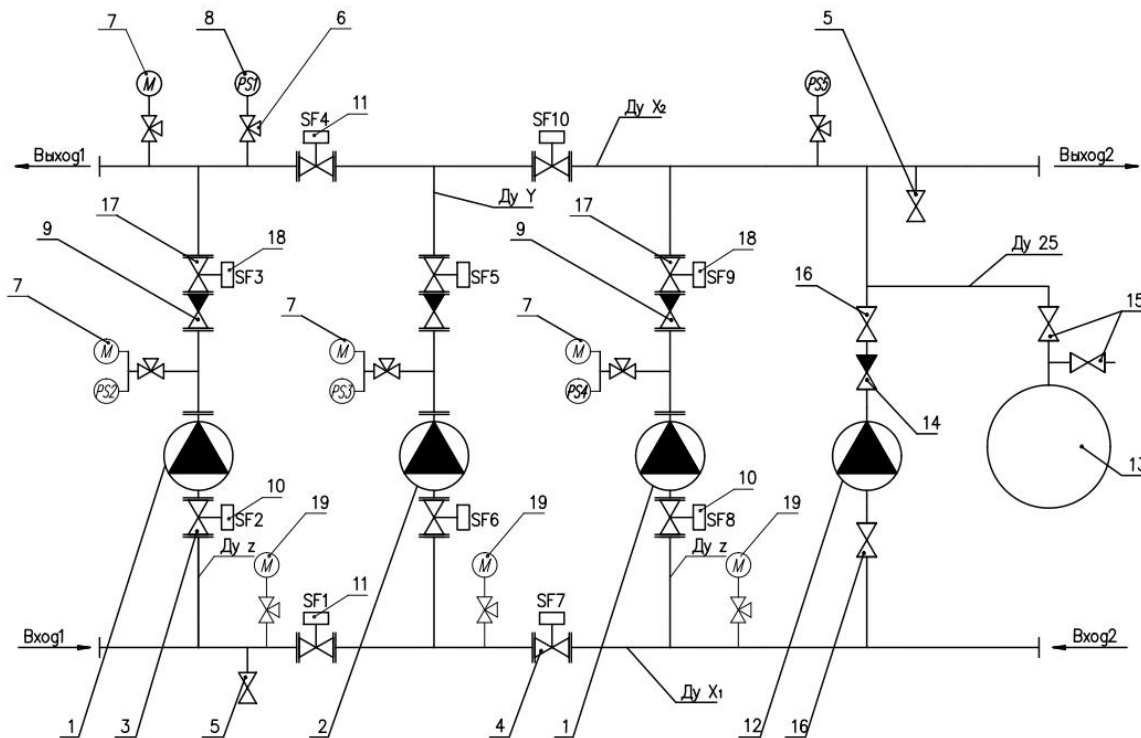 7 8 6 5
M PS1 11 PS5
SF4 SF10 Ду X₂
Выход1 Выход2
Ду Y
17 17
18 18
9 SF3 SF5 9 SF9 Ду 25
16 15
7 7 7
M M M
PS2 PS3 PS4
14
13
10 10
19 19 19
SF2 SF6 SF8
Ду z M M Ду z M
11
SF1 SF7
Вход1 Вход2
Ду X₁
1 3 5 2 4 1 12 16